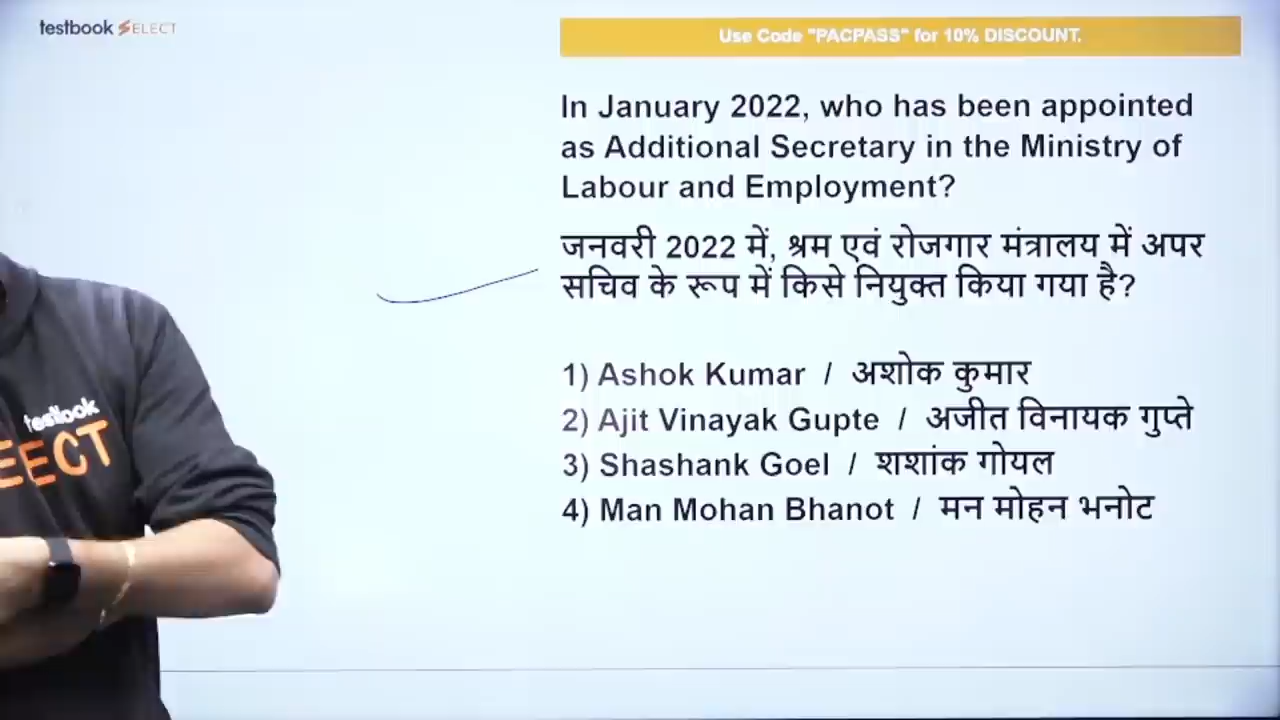 testbook SELECT
Use Code "PACPASS" for 10% DISCOUNT.
In January 2022, who has been appointed
as Additional Secretary in the Ministry of
Labour and Employment?
जनवरी 2022 में, श्रम एवं रोजगार मंत्रालय में अपर
सचिव के रूप में किसे नियुक्त किया गया है?
1) Ashok Kumar / अशोक कुमार
2) Ajit Vinayak Gupte / अजीत विनायक गुप्ते
3) Shashank Goel / शशांक गोयल
4) Man Mohan Bhanot / मन मोहन भनोट
testbook
EECT